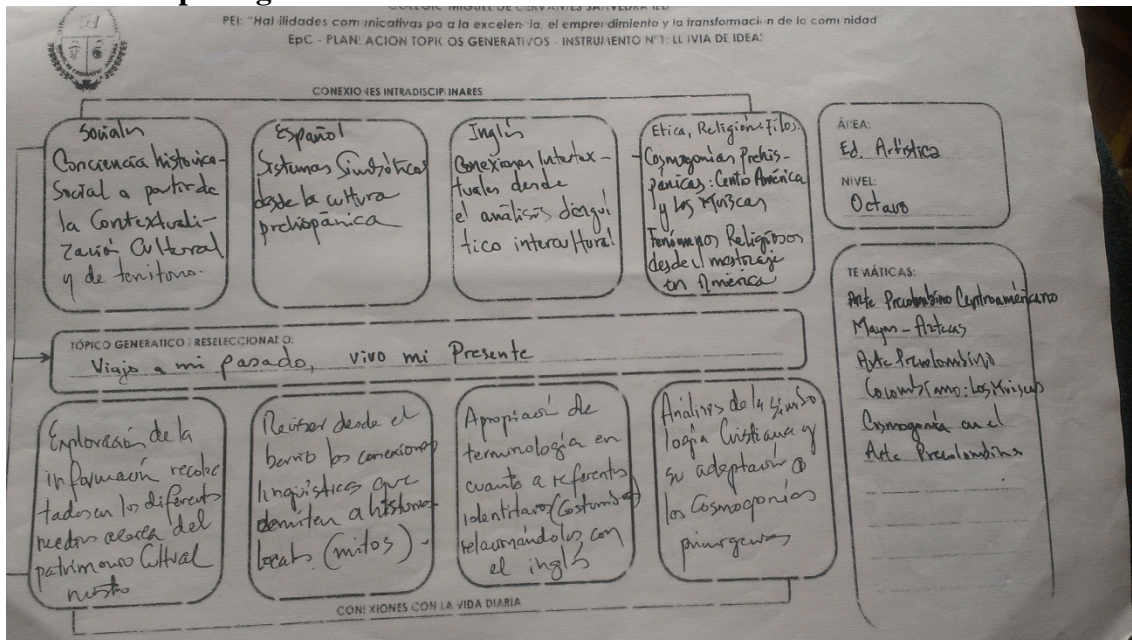 COLEGIO MIGUEL DE CERVANTES SAAVEDRA IED
PEI: "Habilidades comunicativas para la excelencia, el emprendimiento y la transformación de la comunidad"
EpC - PLANEACION TOPICOS GENERATIVOS - INSTRUMENTO N°1: LLUVIA DE IDEAS
CONEXIONES INTRADISCIPLINARES
Sociales
Conciencia histórico-
Social a partir de
la Contextuali-
zación Cultural
y de territorio.
Español
Sistemas Simbólicos
desde la cultura
prehispánica
Inglés
Conexiones Intertex-
tuales desde
el análisis lingüí
tico intercultural
Etica, Religión y Filos.
- Cosmogonías Prehis-
pánicas: Centro América
y los Muiscas
Fenómenos Religiosos
desde el mestizaje
en América
ÁREA:
Ed. Artística
NIVEL:
Octavo
TEMÁTICAS:
Arte Precolombino Centroamericano
Mayas - Aztecas
Arte Precolombino
Colombiano: Los Muiscas
Cosmogonía en el
Arte Precolombino
TÓPICO GENERATICO PRESELECCIONADO:
Viajo a mi pasado, vivo mi Presente
Exploración de la
información recolec
tada en los diferentes
medios acerca del
patrimonio Cultural
nuestro
Revisar desde el
barrio las conexiones
lingüísticas que
remiten a historias
locales (mitos) -
Apropiación de
terminología en
cuanto a referentes
identitarios (Costumbres)
relacionándolos con
el inglés
Análisis de la simbo
logía Cristiana y
su adaptación a
las Cosmogonías
primigenias
CONEXIONES CON LA VIDA DIARIA